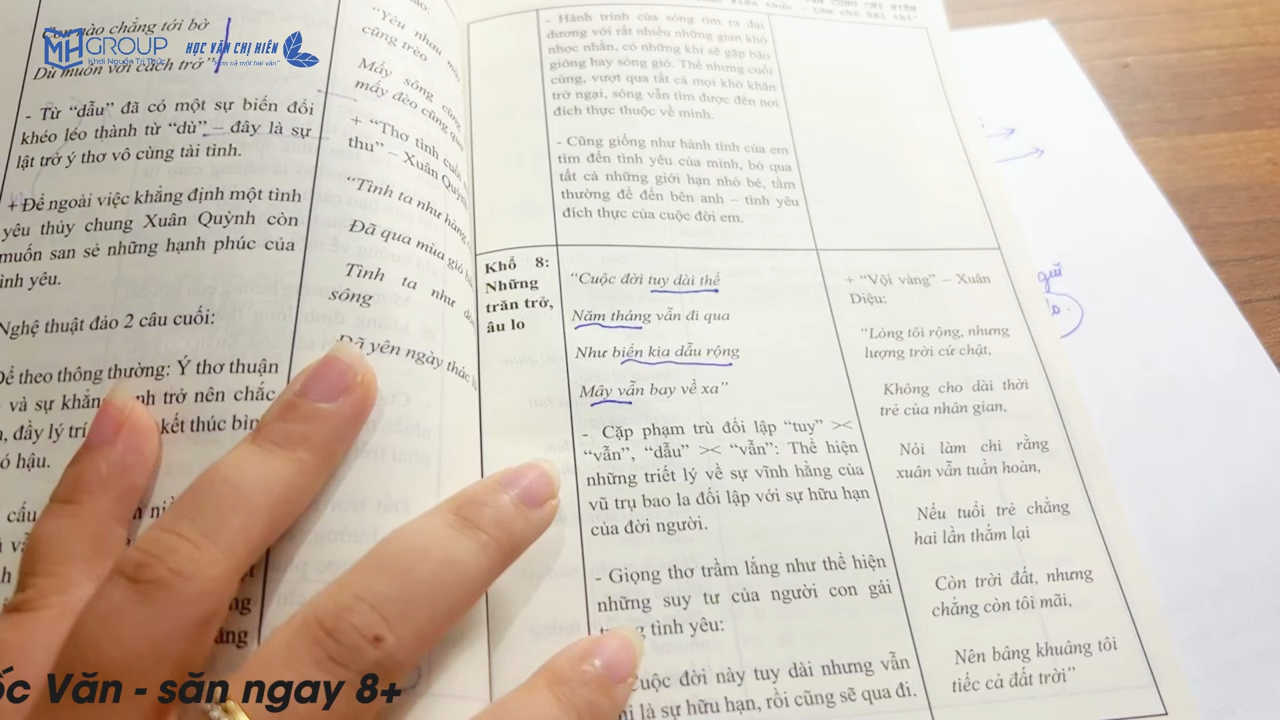 chẳng tới bờ
MH GROUP
Khơi Nguồn Tri Thức
HỌC VĂN CHỊ HIÊN
Dù muôn vời cách trở”
- Từ “dẫu” đã có một sự biến đổi
khéo léo thành từ “dù” – đây là sự
lật trở ý thơ vô cùng tài tình.
+ Để ngoài việc khẳng định một tình
yêu thủy chung Xuân Quỳnh còn
muốn san sẻ những hạnh phúc của
Nghệ thuật đảo 2 câu cuối:
theo thông thường: Ý thơ thuận
và sự trở nên chắc
đầy lý trí kết thúc
hậu.
cấu
“Yêu nhau
cũng trèo
Mấy sông cũng
mấy đèo cũng
+ “Thơ tình cuối
thu” – Xuân Quỳnh
“Tình ta như hàng
Đã qua mùa gió
Tình ta như
sông
Đã yên ngày thác
- Hành trình của sóng tìm ra đại
dương với rất nhiều những gian khó
nhọc nhằn, có những khi sẽ gặp bão
giông hay sóng gió. Thế nhưng cuối
cùng, vượt qua tất cả mọi khó khăn
trở ngại, sóng vẫn tìm được đến nơi
đích thực thuộc về mình.
- Cũng giống như hành tình của em
tìm đến tình yêu của mình, bỏ qua
tất cả những giới hạn nhỏ bé, tầm
thường để đến bên anh – tình yêu
đích thực của cuộc đời em.
Khổ 8:
Những
trăn trở,
âu lo
“Cuộc đời tuy dài thế
Năm tháng vẫn đi qua
Như biển kia dẫu rộng
Mây vẫn bay về xa”
- Cặp phạm trù đối lập “tuy” ><
“vẫn”, “dẫu” >< “vẫn”: Thể hiện
những triết lý về sự vĩnh hằng của
vũ trụ bao la đối lập với sự hữu hạn
của đời người.
- Giọng thơ trầm lắng như thể hiện
những suy tư của người con gái
tình yêu:
Cuộc đời này tuy dài nhưng vẫn
là sự hữu hạn, rồi cũng sẽ qua đi.
+ “Vội vàng” – Xuân
Diệu:
“Lòng tôi rộng, nhưng
lượng trời cứ chật,
Không cho dài thời
trẻ của nhân gian,
Nói làm chi rằng
xuân vẫn tuần hoàn,
Nếu tuổi trẻ chẳng
hai lần thắm lại
Còn trời đất, nhưng
chẳng còn tôi mãi,
Nên bâng khuâng tôi
tiếc cả đất trời”
Văn - săn ngay 8+